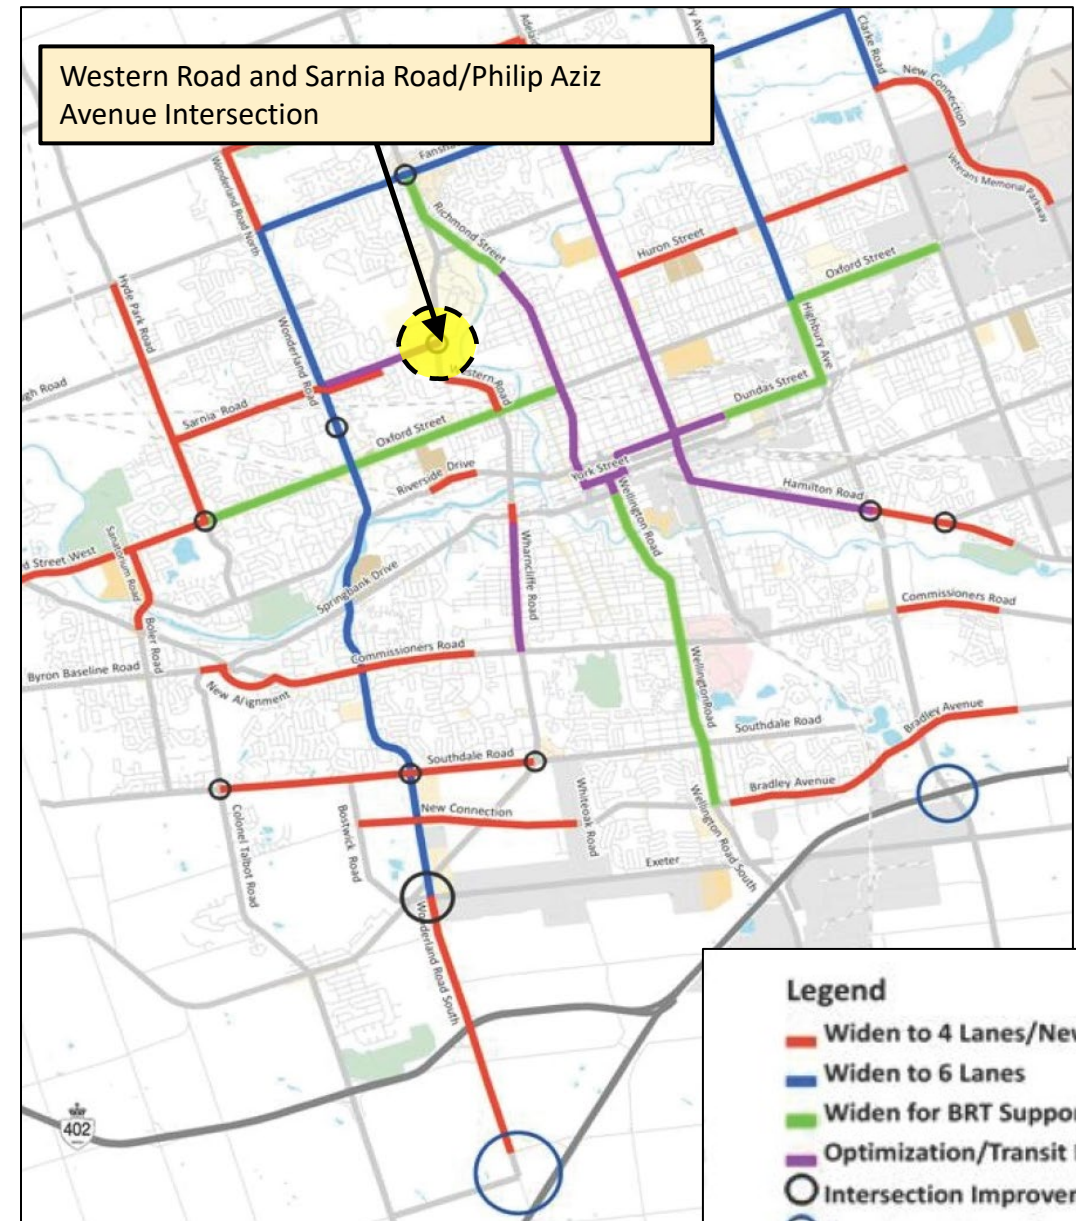 Western Road and Sarnia Road/Philip Aziz
Avenue Intersection
Clarke Road
New Connection
Veterans Memorial Parkway
Wonderland Road North
Richmond Street
Huron Street
Oxford Street
Highbury Ave
Hyde Park Road
Wonderland Road
Western Road
Dundas Street
Sarnia Road
Oxford Street
Riverside Drive
York Street
Wellington Road
Hamilton Road
Street West
Sanatorium Road
Wharncliffe Road
Springbank Drive
Commissioners Road
Boler Road
Commissioners Road
Byron Baseline Road
New Alignment
Wellington Road
Bradley Avenue
Southdale Road
Southdale Road
Bradley Avenue
Colonel Talbot Road
Bostwick Road
New Connection
Whiteoak Road
Wellington Road South
Exeter
Wonderland Road South
402
Legend
Widen to 4 Lanes/New
Widen to 6 Lanes
Widen for BRT
Optimization/Transit
Intersection